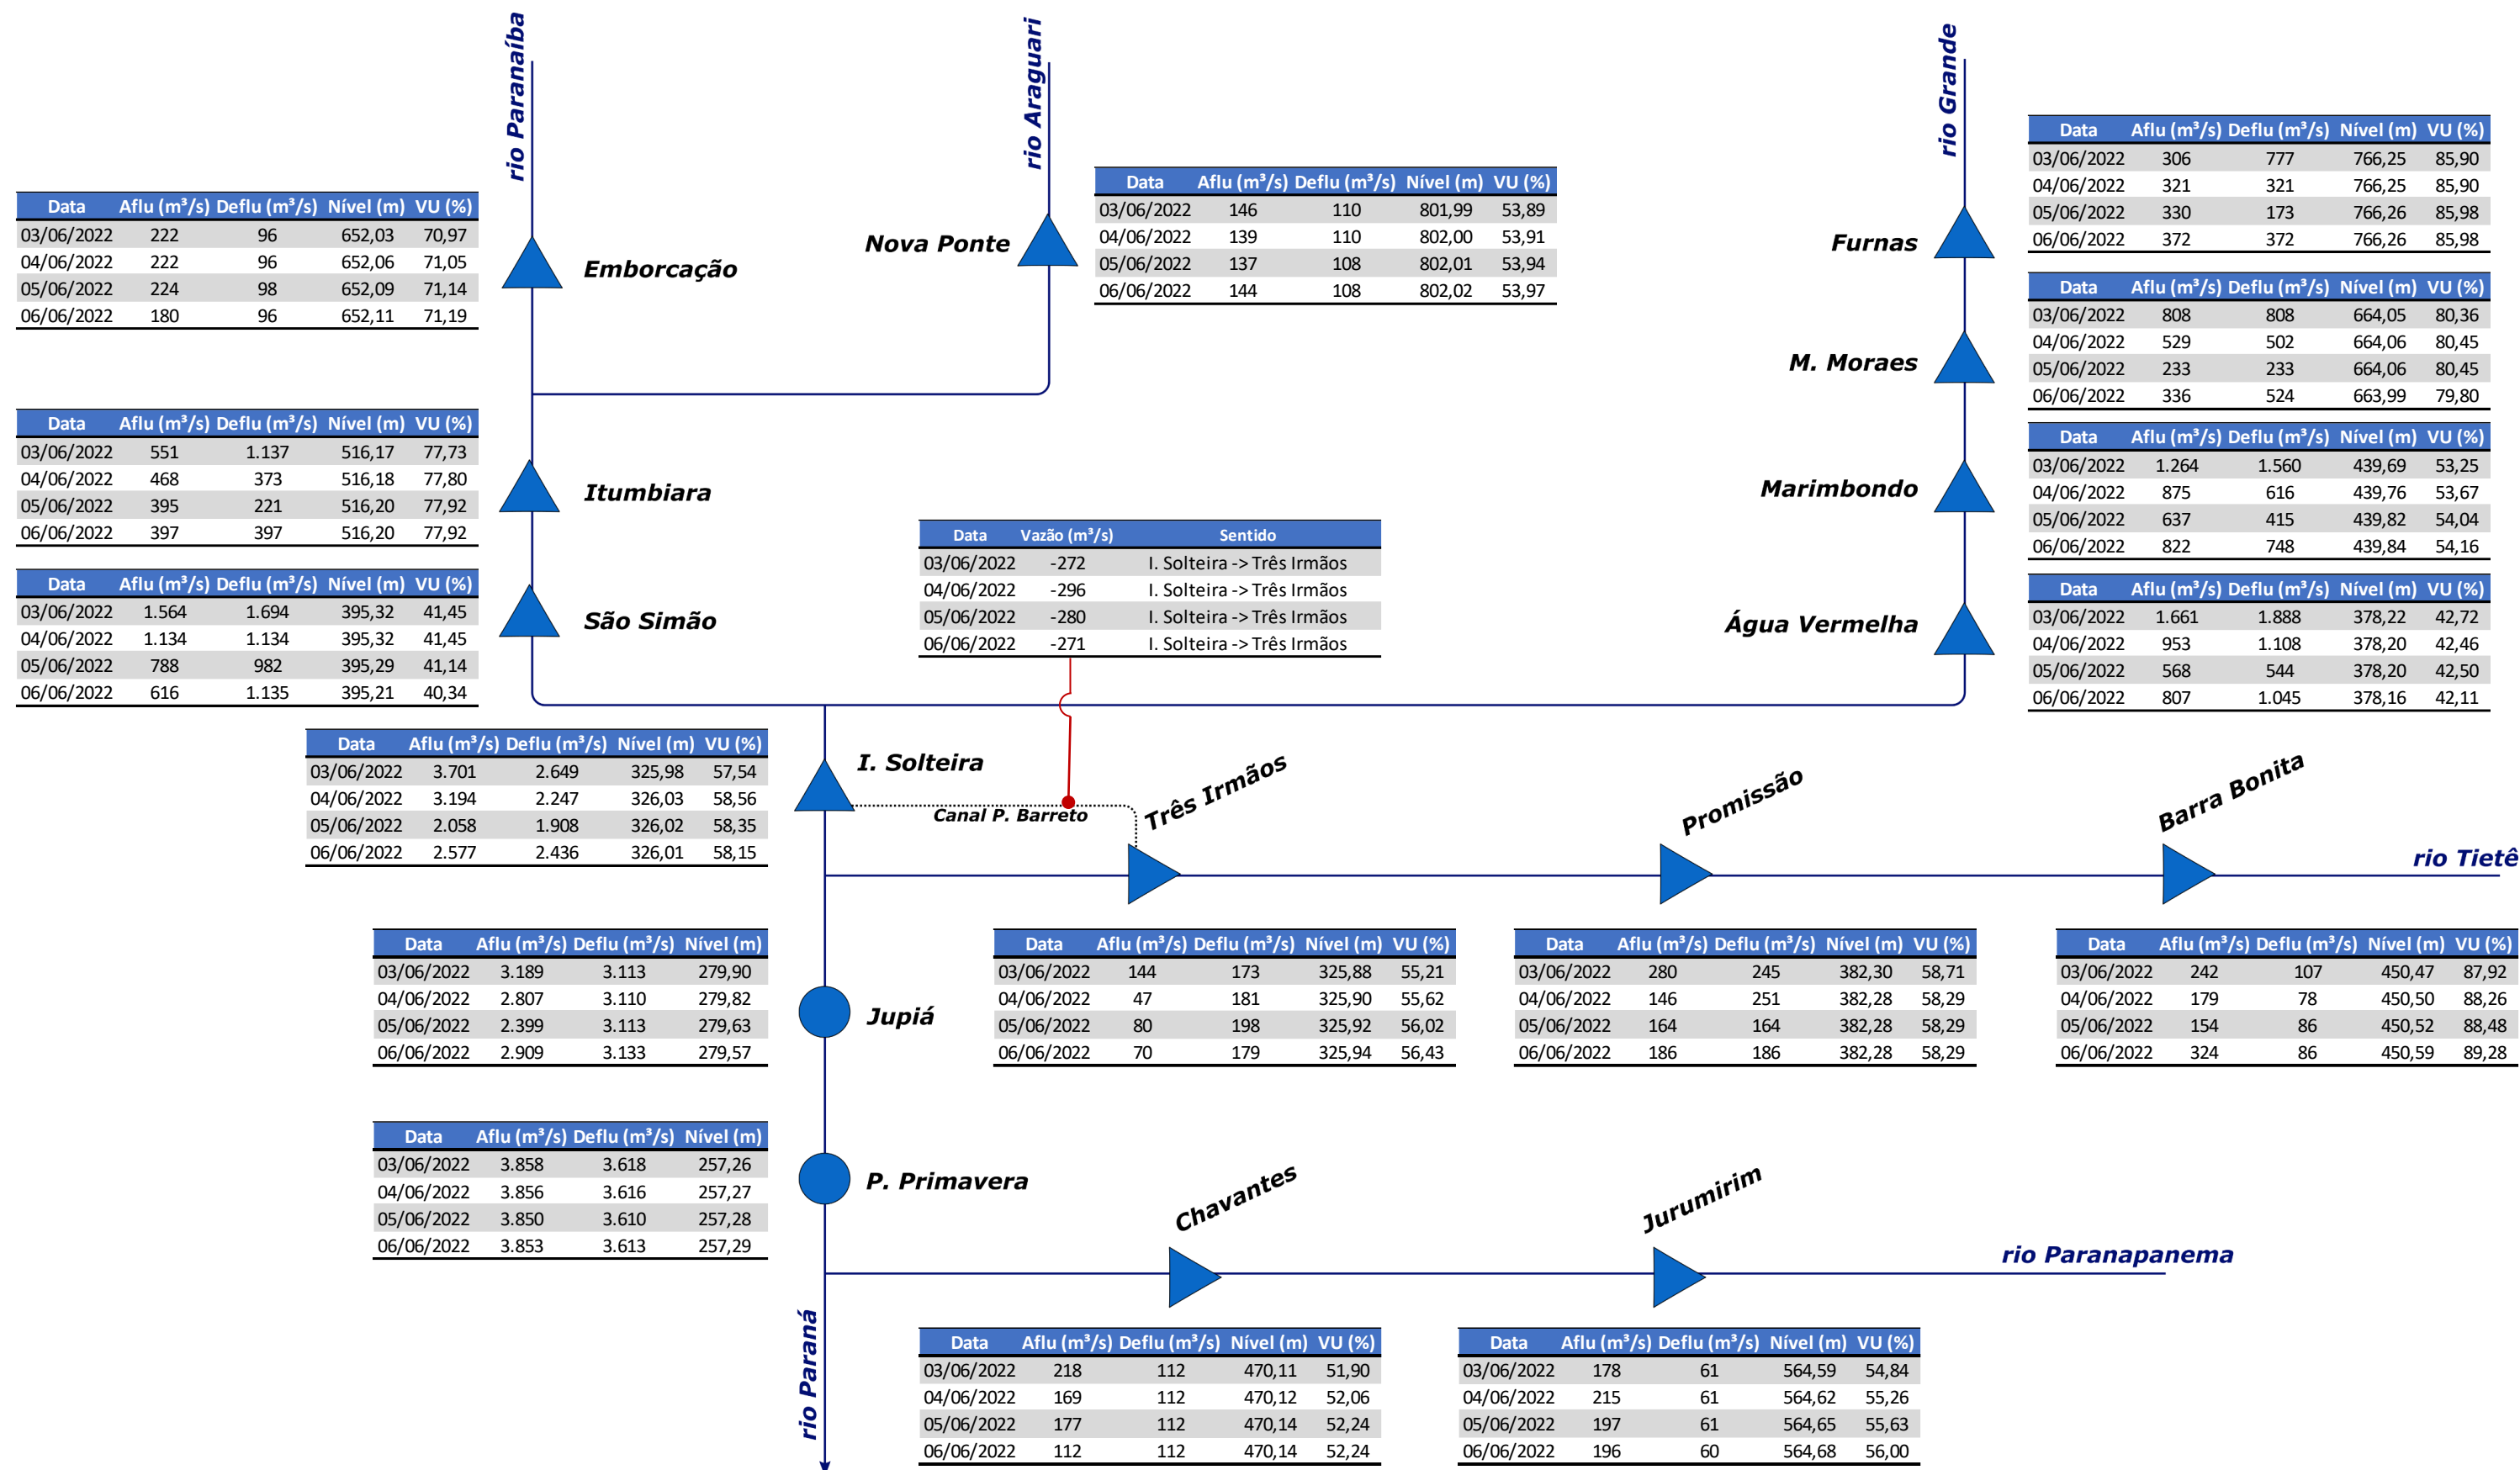 rio Paranaíba
rio Araguari
rio Grande
Data Aflu (m³/s) Deflu (m³/s) Nível (m) VU (%)
03/06/2022 306 777 766,25 85,90
04/06/2022 321 321 766,25 85,90
05/06/2022 330 173 766,26 85,98
06/06/2022 372 372 766,26 85,98
Furnas
Data Aflu (m³/s) Deflu (m³/s) Nível (m) VU (%)
03/06/2022 146 110 801,99 53,89
04/06/2022 139 110 802,00 53,91
05/06/2022 137 108 802,01 53,94
06/06/2022 144 108 802,02 53,97
Nova Ponte
Data Aflu (m³/s) Deflu (m³/s) Nível (m) VU (%)
03/06/2022 222 96 652,03 70,97
04/06/2022 222 96 652,06 71,05
05/06/2022 224 98 652,09 71,14
06/06/2022 180 96 652,11 71,19
Emborcação
Data Aflu (m³/s) Deflu (m³/s) Nível (m) VU (%)
03/06/2022 808 808 664,05 80,36
04/06/2022 529 502 664,06 80,45
05/06/2022 233 233 664,06 80,45
06/06/2022 336 524 663,99 79,80
M. Moraes
Data Aflu (m³/s) Deflu (m³/s) Nível (m) VU (%)
03/06/2022 551 1.137 516,17 77,73
04/06/2022 468 373 516,18 77,80
05/06/2022 395 221 516,20 77,92
06/06/2022 397 397 516,20 77,92
Itumbiara
Data Aflu (m³/s) Deflu (m³/s) Nível (m) VU (%)
03/06/2022 1.264 1.560 439,69 53,25
04/06/2022 875 616 439,76 53,67
05/06/2022 637 415 439,82 54,04
06/06/2022 822 748 439,84 54,16
Marimbondo
Data Vazão (m³/s) Sentido
03/06/2022 -272 I. Solteira -> Três Irmãos
04/06/2022 -296 I. Solteira -> Três Irmãos
05/06/2022 -280 I. Solteira -> Três Irmãos
06/06/2022 -271 I. Solteira -> Três Irmãos
Data Aflu (m³/s) Deflu (m³/s) Nível (m) VU (%)
03/06/2022 1.564 1.694 395,32 41,45
04/06/2022 1.134 1.134 395,32 41,45
05/06/2022 788 982 395,29 41,14
06/06/2022 616 1.135 395,21 40,34
São Simão
Data Aflu (m³/s) Deflu (m³/s) Nível (m) VU (%)
03/06/2022 1.661 1.888 378,22 42,72
04/06/2022 953 1.108 378,20 42,46
05/06/2022 568 544 378,20 42,50
06/06/2022 807 1.045 378,16 42,11
Água Vermelha
Data Aflu (m³/s) Deflu (m³/s) Nível (m) VU (%)
03/06/2022 3.701 2.649 325,98 57,54
04/06/2022 3.194 2.247 326,03 58,56
05/06/2022 2.058 1.908 326,02 58,35
06/06/2022 2.577 2.436 326,01 58,15
I. Solteira
Canal P. Barreto
Três Irmãos
Promissão
Barra Bonita
rio Tietê
Data Aflu (m³/s) Deflu (m³/s) Nível (m)
03/06/2022 3.189 3.113 279,90
04/06/2022 2.807 3.110 279,82
05/06/2022 2.399 3.113 279,63
06/06/2022 2.909 3.133 279,57
Jupiá
Data Aflu (m³/s) Deflu (m³/s) Nível (m) VU (%)
03/06/2022 144 173 325,88 55,21
04/06/2022 47 181 325,90 55,62
05/06/2022 80 198 325,92 56,02
06/06/2022 70 179 325,94 56,43
Data Aflu (m³/s) Deflu (m³/s) Nível (m) VU (%)
03/06/2022 280 245 382,30 58,71
04/06/2022 146 251 382,28 58,29
05/06/2022 164 164 382,28 58,29
06/06/2022 186 186 382,28 58,29
Data Aflu (m³/s) Deflu (m³/s) Nível (m) VU (%)
03/06/2022 242 107 450,47 87,92
04/06/2022 179 78 450,50 88,26
05/06/2022 154 86 450,52 88,48
06/06/2022 324 86 450,59 89,28
Data Aflu (m³/s) Deflu (m³/s) Nível (m)
03/06/2022 3.858 3.618 257,26
04/06/2022 3.856 3.616 257,27
05/06/2022 3.850 3.610 257,28
06/06/2022 3.853 3.613 257,29
P. Primavera
Chavantes
Jurumirim
rio Paranapanema
rio Paraná
Data Aflu (m³/s) Deflu (m³/s) Nível (m) VU (%)
03/06/2022 218 112 470,11 51,90
04/06/2022 169 112 470,12 52,06
05/06/2022 177 112 470,14 52,24
06/06/2022 112 112 470,14 52,24
Data Aflu (m³/s) Deflu (m³/s) Nível (m) VU (%)
03/06/2022 178 61 564,59 54,84
04/06/2022 215 61 564,62 55,26
05/06/2022 197 61 564,65 55,63
06/06/2022 196 60 564,68 56,00